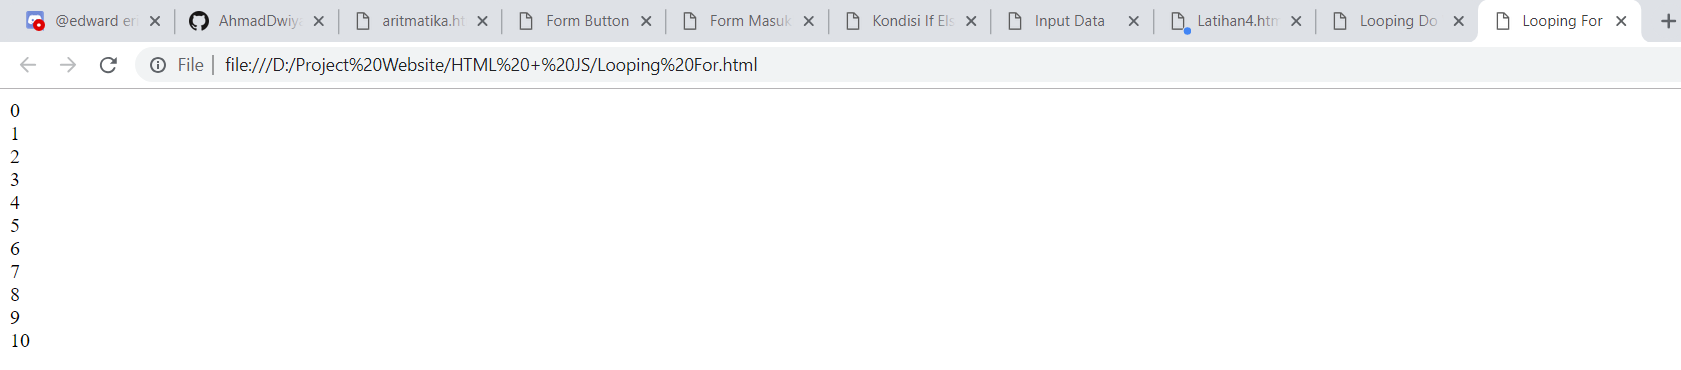 @edward er
AhmadDwiy
aritmatika.ht
Form Button
Form Masuk
Kondisi If Els
Input Data
Latihan4.htm
Looping Do
Looping For
File
file:///D:/Project%20Website/HTML%20+%20JS/Looping%20For.html
0
1
2
3
4
5
6
7
8
9
10